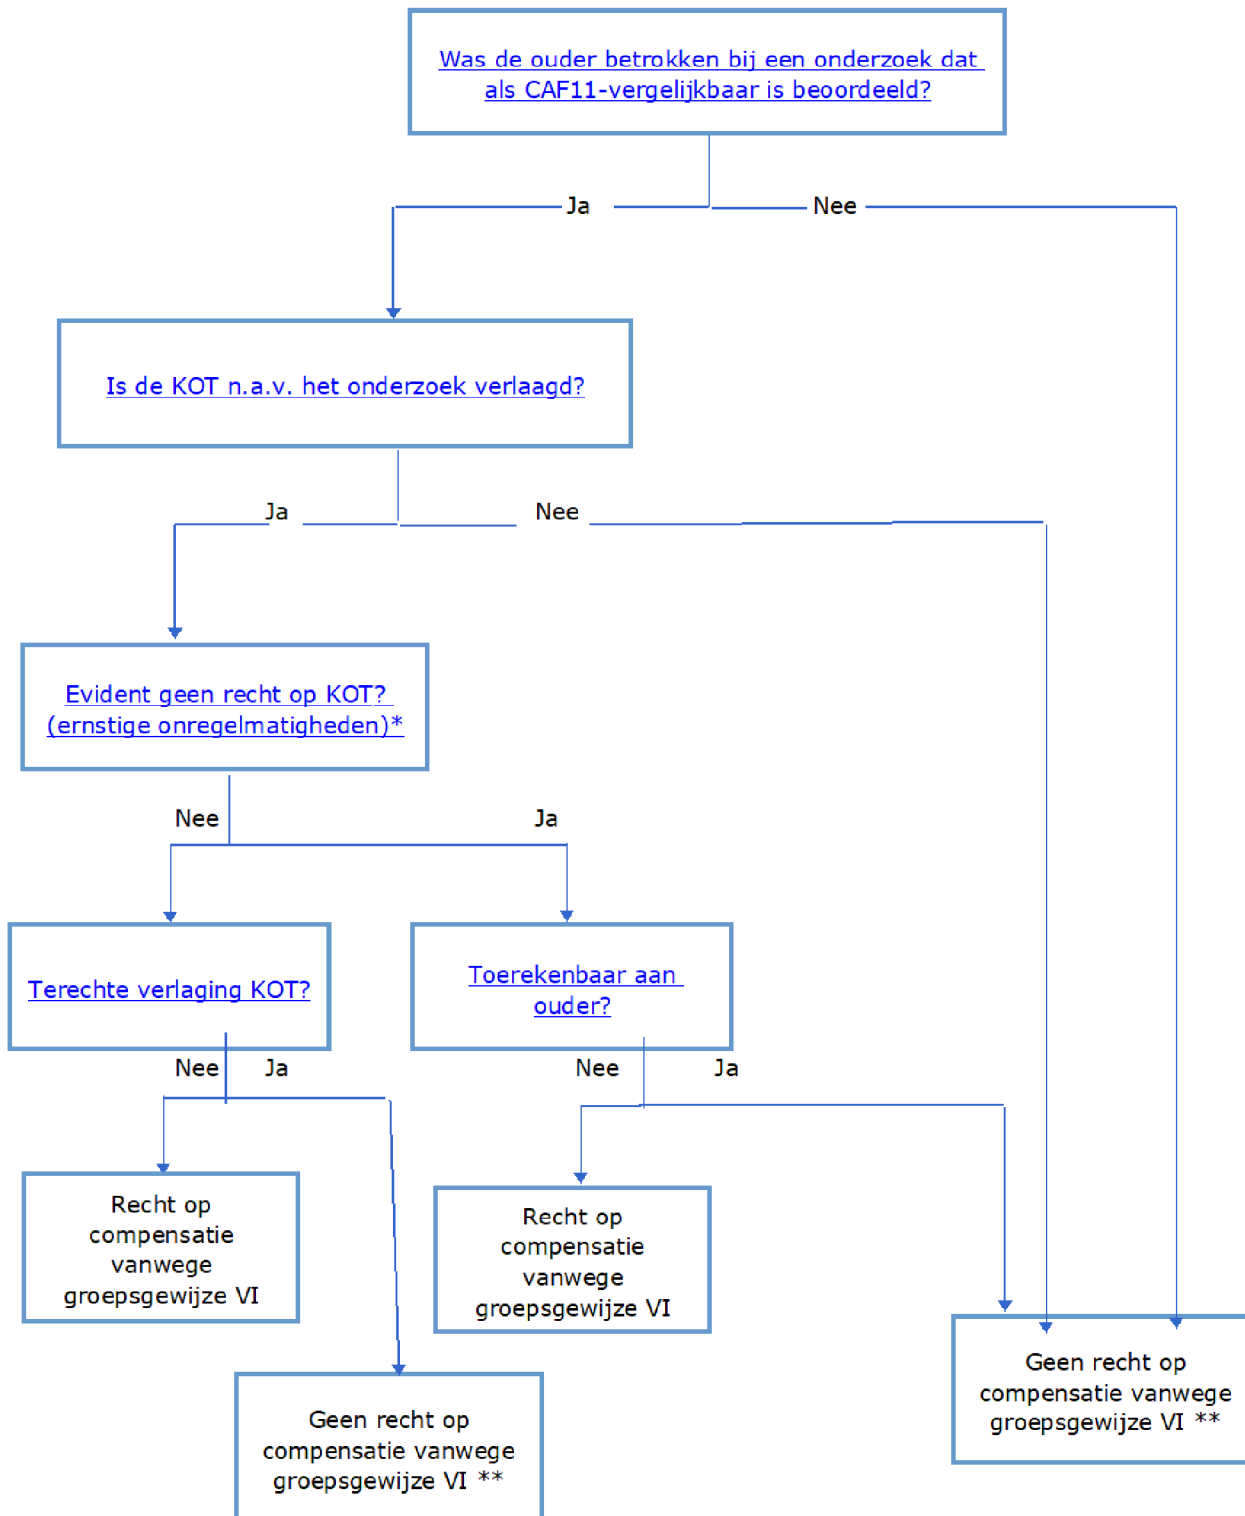 Was de ouder betrokken bij een onderzoek dat
als CAF11-vergelijkbaar is beoordeeld?
Ja
Nee
Is de KOT n.a.v. het onderzoek verlaagd?
Ja
Nee
Evident geen recht op KOT?
(ernstige onregelmatigheden)*
Nee
Ja
Terechte verlaging KOT?
Toerekenbaar aan
ouder?
Nee
Ja
Nee
Ja
Recht op
compensatie
vanwege
groepsgewijze VI
Recht op
compensatie
vanwege
groepsgewijze VI
Geen recht op
compensatie vanwege
groepsgewijze VI **
Geen recht op
compensatie vanwege
groepsgewijze VI **